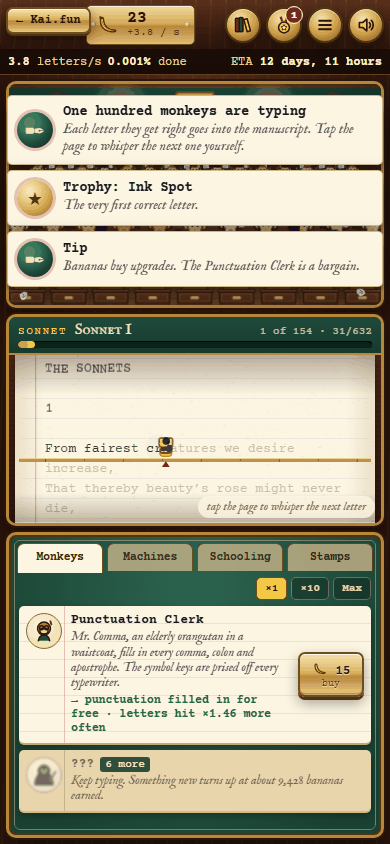 ← Kai.fun
23
+3.8 / s
1
3.8 letters/s 0.001% done
ETA 12 days, 11 hours
One hundred monkeys are typing
Each letter they get right goes into the manuscript. Tap the
page to whisper the next one yourself.
Trophy: Ink Spot
The very first correct letter.
Tip
Bananas buy upgrades. The Punctuation Clerk is a bargain.
SONNET Sonnet I
1 of 154 · 31/632
THE SONNETS
1
From fairest creatures we desire
increase,
That thereby beauty's rose might never
die,
tap the page to whisper the next letter
Monkeys
Machines
Schooling
Stamps
×1
×10
Max
Punctuation Clerk
Mr. Comma, an elderly orangutan in a
waistcoat, fills in every comma, colon and
apostrophe. The symbol keys are prised off every
typewriter.
→ punctuation filled in for
free · letters hit ×1.46 more
often
15
buy
??? 6 more
Keep typing. Something new turns up at about 9,428 bananas
earned.